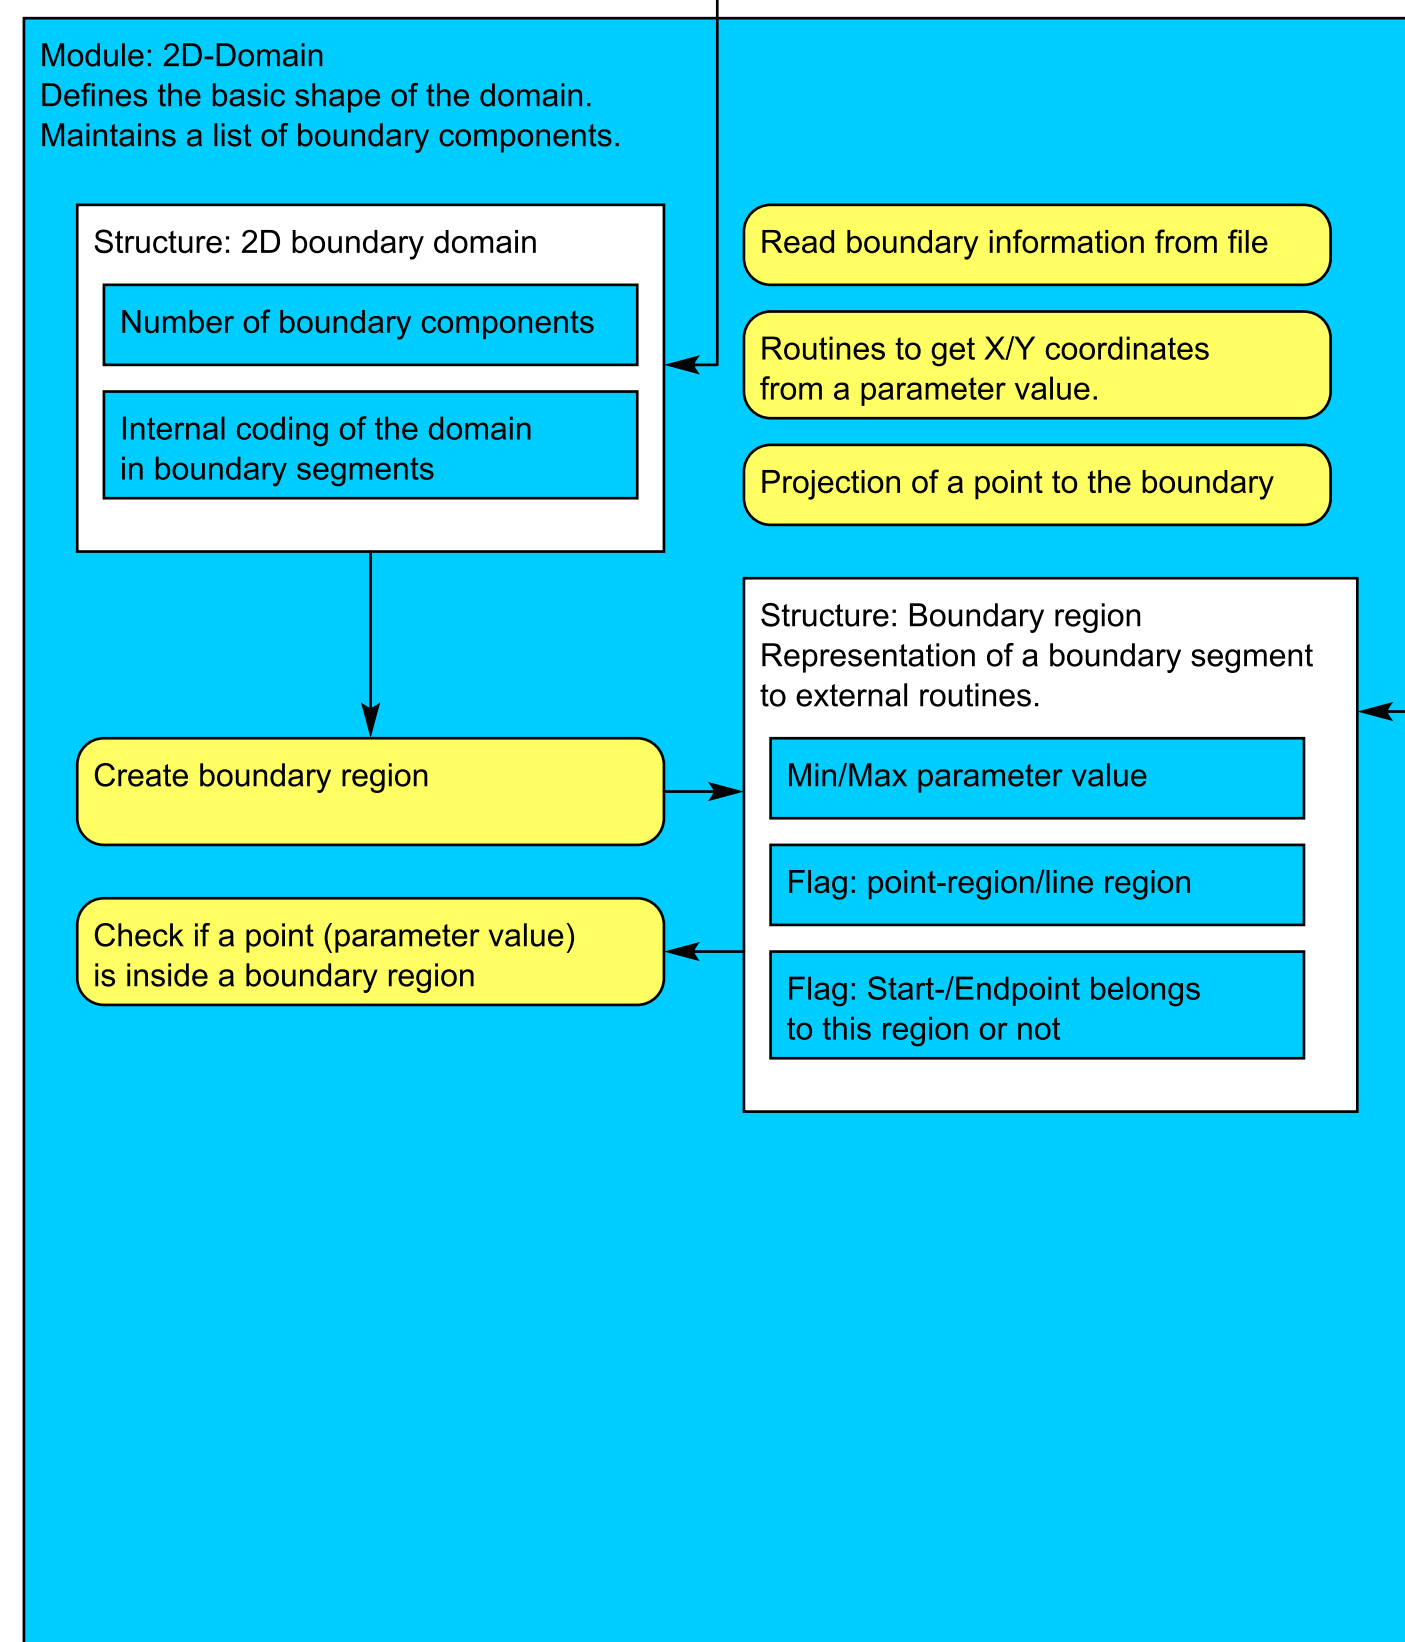 Module: 2D-Domain
Defines the basic shape of the domain.
Maintains a list of boundary components.
Structure: 2D boundary domain
Number of boundary components
Internal coding of the domain
in boundary segments
Read boundary information from file
Routines to get X/Y coordinates
from a parameter value.
Projection of a point to the boundary
Create boundary region
Check if a point (parameter value)
is inside a boundary region
Structure: Boundary region
Representation of a boundary segment
to external routines.
Min/Max parameter value
Flag: point-region/line region
Flag: Start-/Endpoint belongs
to this region or not